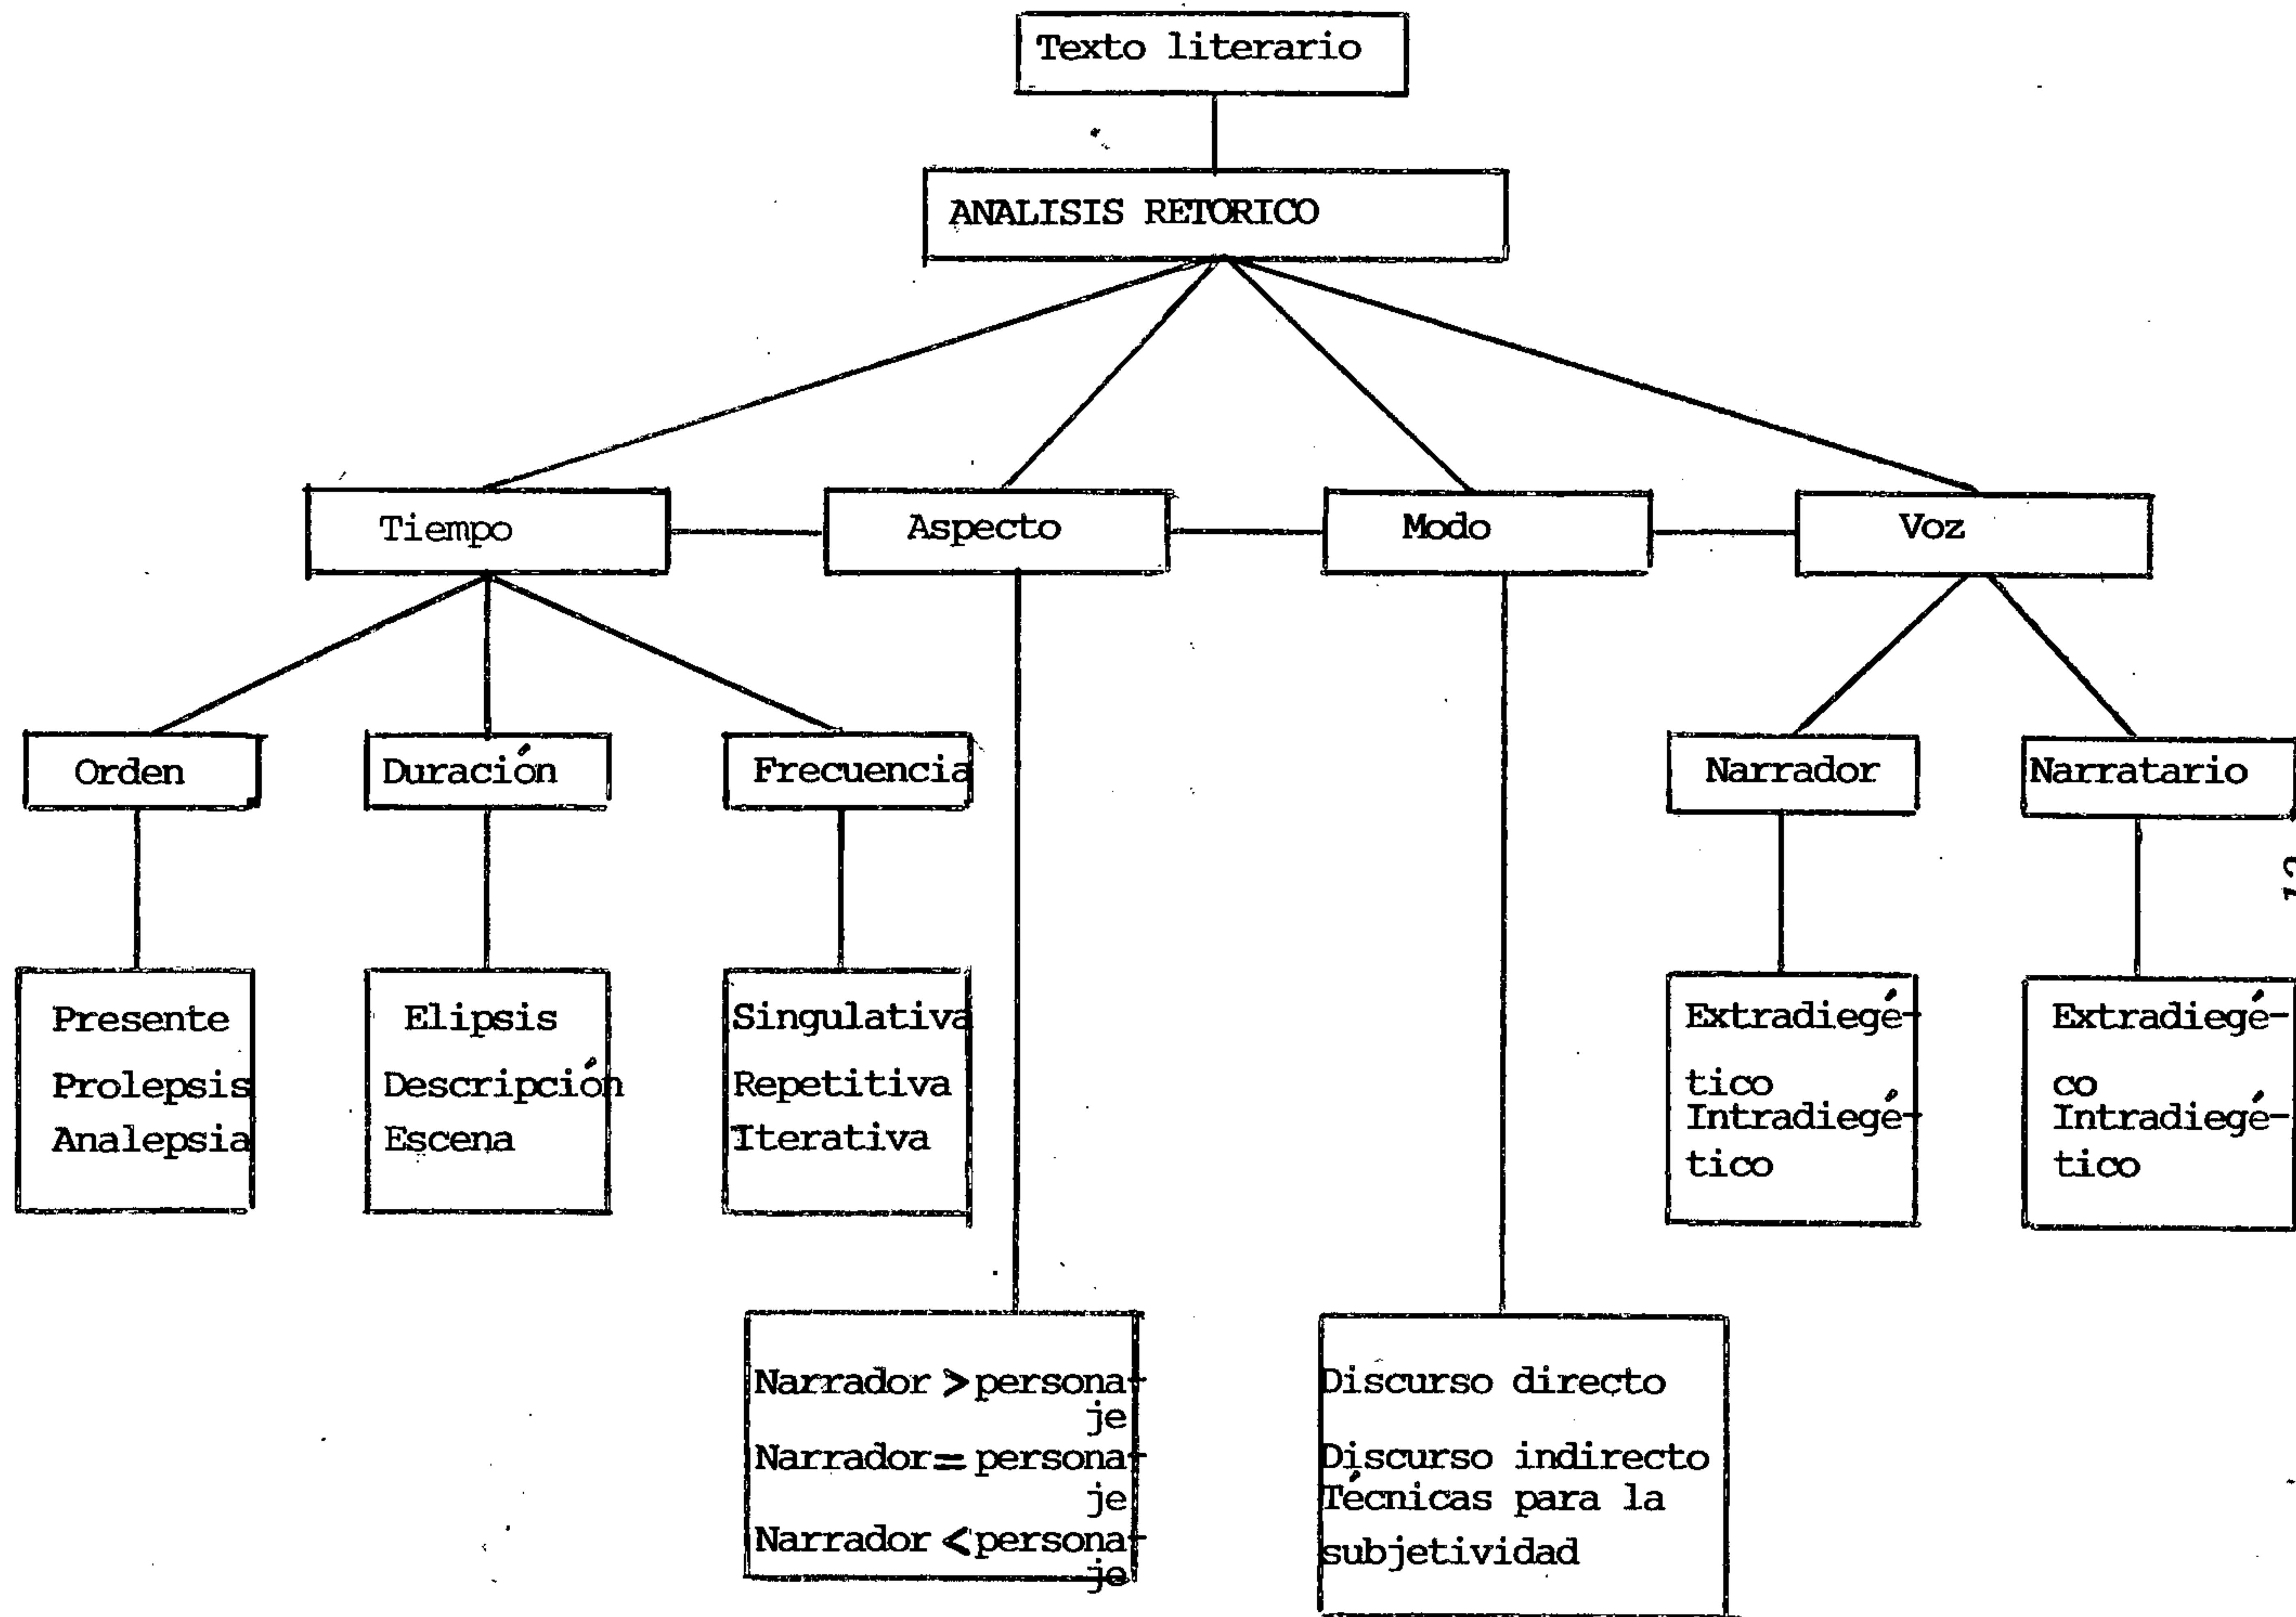 Texto literario
ANALISIS RETORICO
Tiempo
Aspecto
Modo
Voz
Orden
Duración
Frecuencia
Narrador
Narratario
12
Presente
Prolepsis
Analepsia
Elipsis
Descripción
Escena
Singulativa
Repetitiva
Iterativa
Extradiegé-
tico
Intradiegé-
tico
Extradiegé-
co
Intradiegé-
tico
Narrador > persona-
je
Narrador = persona-
je
Narrador < persona-
je
Discurso directo
Discurso indirecto
Técnicas para la
subjetividad